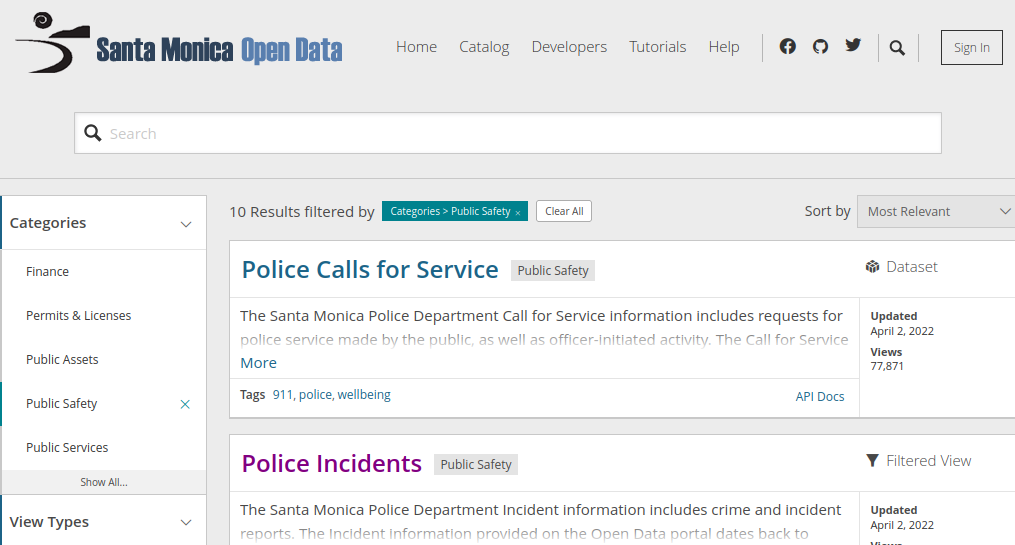 Santa Monica Open Data
Home Catalog Developers Tutorials Help
Sign In
Search
Categories
Finance
Permits & Licenses
Public Assets
Public Safety
Public Services
Show All...
View Types
10 Results filtered by Categories > Public Safety × Clear All
Sort by Most Relevant
Police Calls for Service Public Safety
Dataset
The Santa Monica Police Department Call for Service information includes requests for
police service made by the public, as well as officer-initiated activity. The Call for Service
More
Tags 911, police, wellbeing
API Docs
Updated
April 2, 2022
Views
77,871
Police Incidents Public Safety
Filtered View
The Santa Monica Police Department Incident information includes crime and incident
reports. The Incident information provided on the Open Data portal dates back to
Updated
April 2, 2022
Views